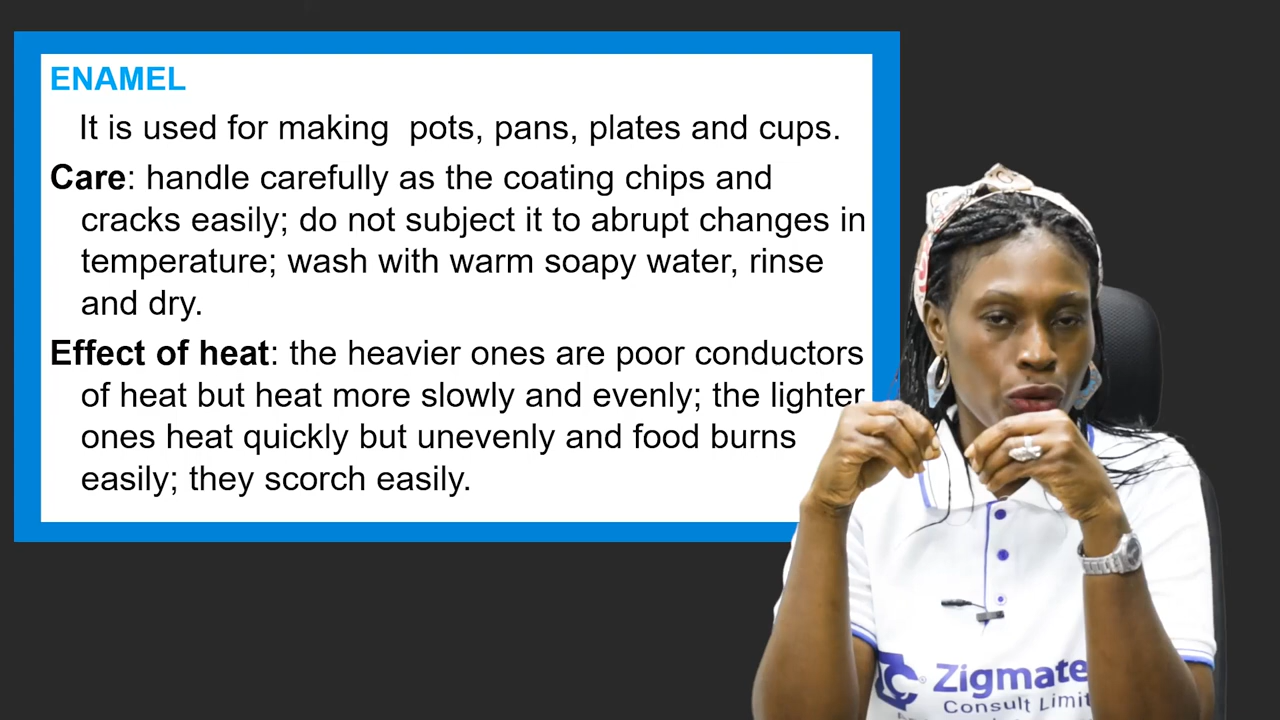 ENAMEL
It is used for making pots, pans, plates and cups.
Care: handle carefully as the coating chips and
cracks easily; do not subject it to abrupt changes in
temperature; wash with warm soapy water, rinse
and dry.
Effect of heat: the heavier ones are poor conductors
of heat but heat more slowly and evenly; the lighter
ones heat quickly but unevenly and food burns
easily; they scorch easily.
Zigmate
Consult Limit